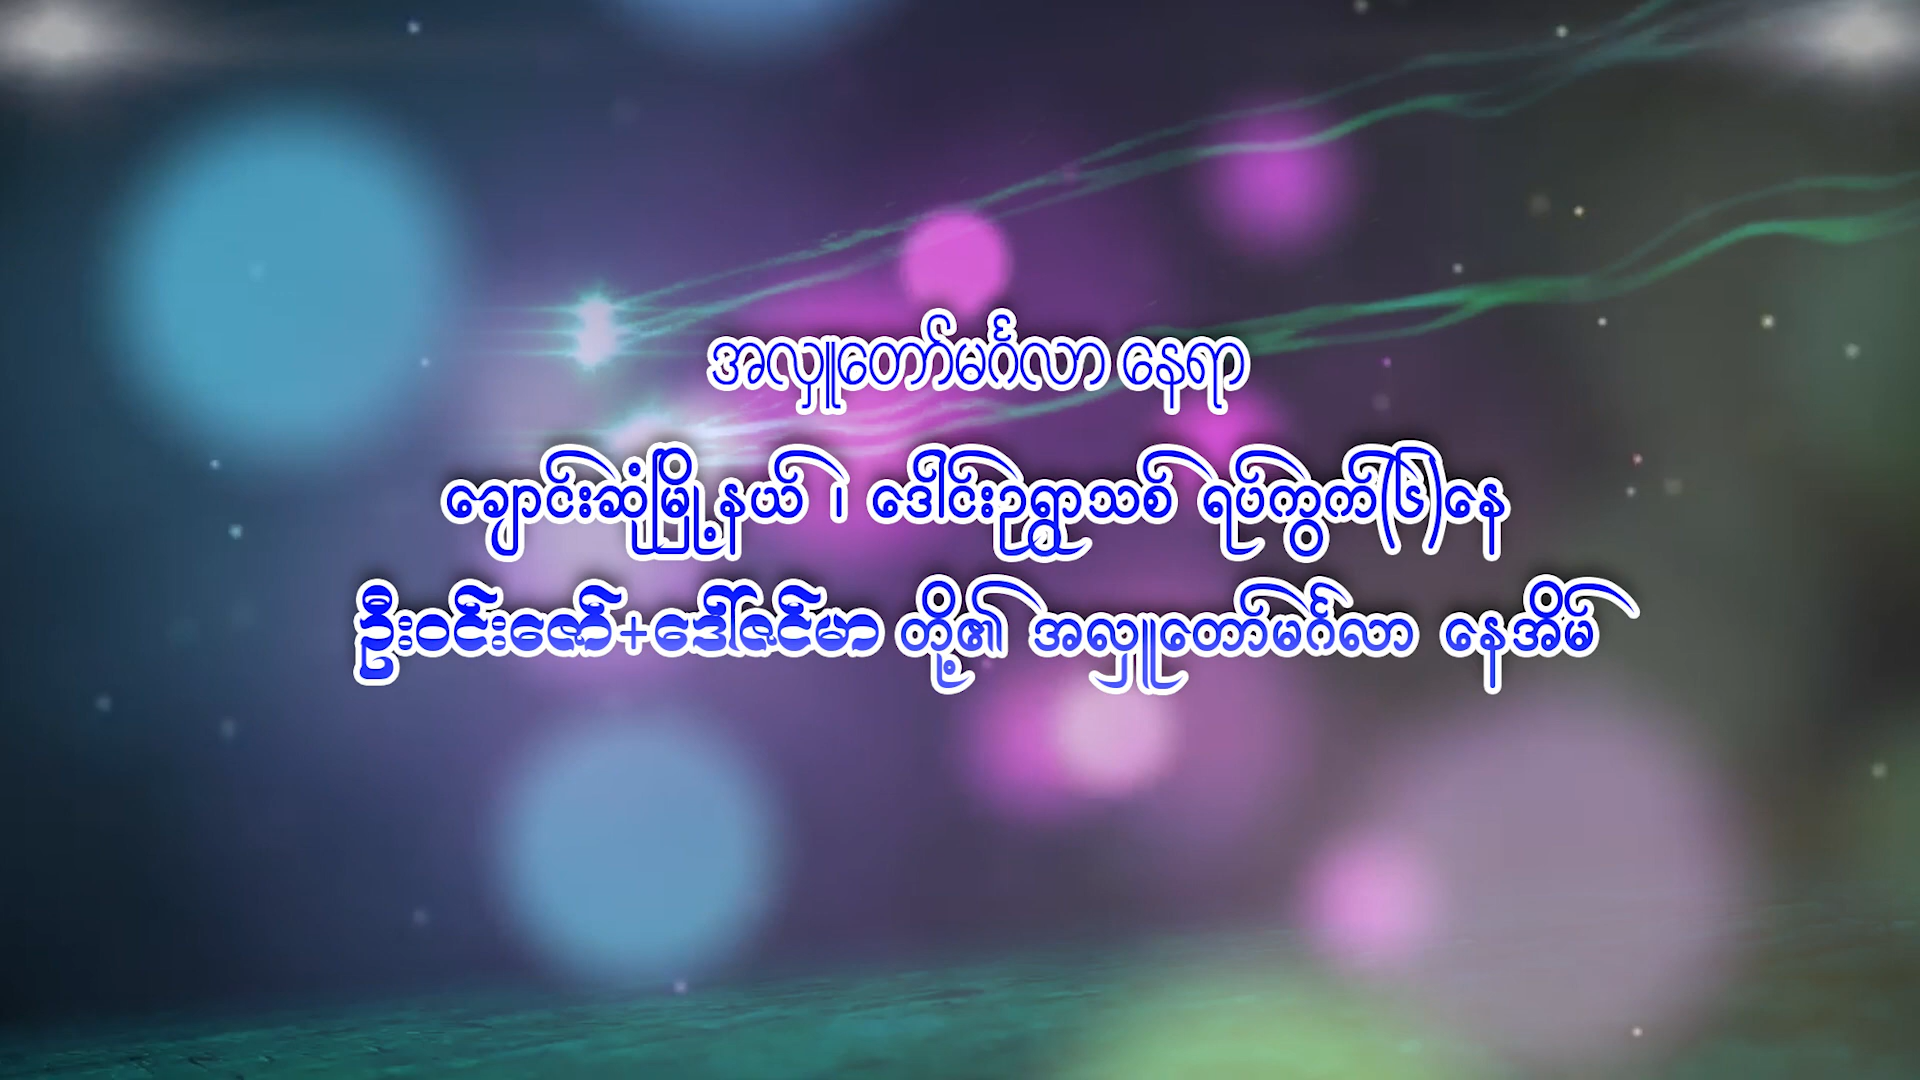 အလှူတော်မင်္ဂလာ နေရာ
ချောင်းဆုံမြို့နယ် ၊ ဒေါင်းဥရွာသစ် ရပ်ကွက်(၆)နေ
ဦးဝင်းဇော်+ဒေါ်ဇင်မာ တို့၏ အလှူတော်မင်္ဂလာ နေအိမ်